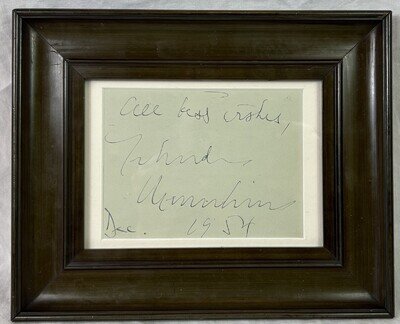 All best wishes,
Yehudi
Menuhin
Dec. 1954